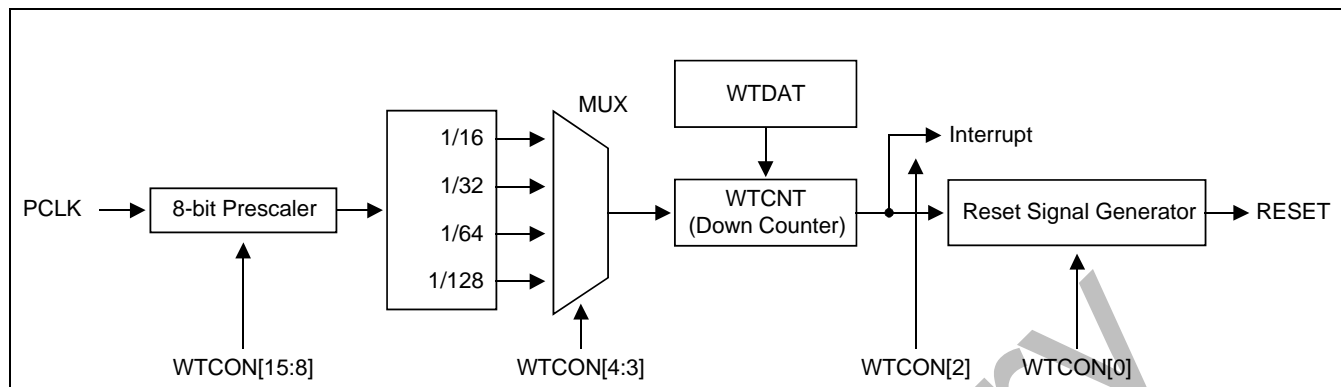 MUX
WTDAT
1/16
1/32
1/64
1/128
Interrupt
PCLK
8-bit Prescaler
WTCNT
(Down Counter)
Reset Signal Generator
RESET
WTCON[15:8]
WTCON[4:3]
WTCON[2]
WTCON[0]